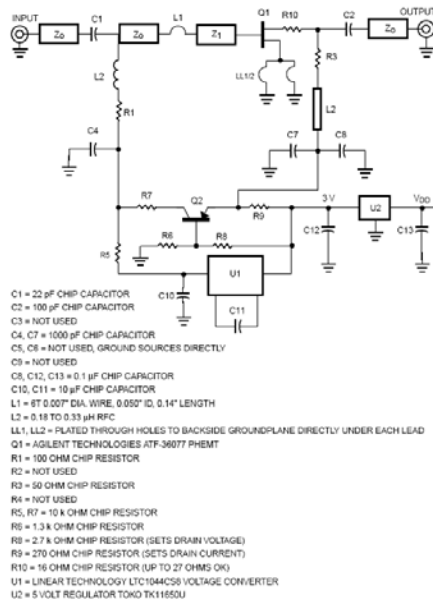 INPUT
C1
L1
Q1
R10
C2
OUTPUT
Zo
Zo
Z1
Zo
L2
LL1/2
R3
R1
L2
C4
C7
C8
Q2
R7
R9
3 V
U2
VDD
R6
R8
C12
C13
R5
U1
C10
C11
C1 = 22 pF CHIP CAPACITOR
C2 = 100 pF CHIP CAPACITOR
C3 = NOT USED
C4, C7 = 1000 pF CHIP CAPACITOR
C5, C6 = NOT USED, GROUND SOURCES DIRECTLY
C9 = NOT USED
C8, C12, C13 = 0.1 µF CHIP CAPACITOR
C10, C11 = 10 µF CHIP CAPACITOR
L1 = 6T 0.007" DIA. WIRE, 0.050" ID, 0.14" LENGTH
L2 = 0.18 TO 0.33 µH RFC
LL1, LL2 = PLATED THROUGH HOLES TO BACKSIDE GROUNDPLANE DIRECTLY UNDER EACH LEAD
Q1 = AGILENT TECHNOLOGIES ATF-36077 PHEMT
R1 = 100 OHM CHIP RESISTOR
R2 = NOT USED
R3 = 50 OHM CHIP RESISTOR
R4 = NOT USED
R5, R7 = 10 k OHM CHIP RESISTOR
R6 = 1.3 k OHM CHIP RESISTOR
R8 = 2.7 k OHM CHIP RESISTOR (SETS DRAIN VOLTAGE)
R9 = 270 OHM CHIP RESISTOR (SETS DRAIN CURRENT)
R10 = 16 OHM CHIP RESISTOR (UP TO 27 OHMS OK)
U1 = LINEAR TECHNOLOGY LTC1044CS8 VOLTAGE CONVERTER
U2 = 5 VOLT REGULATOR TOKO TK11650U